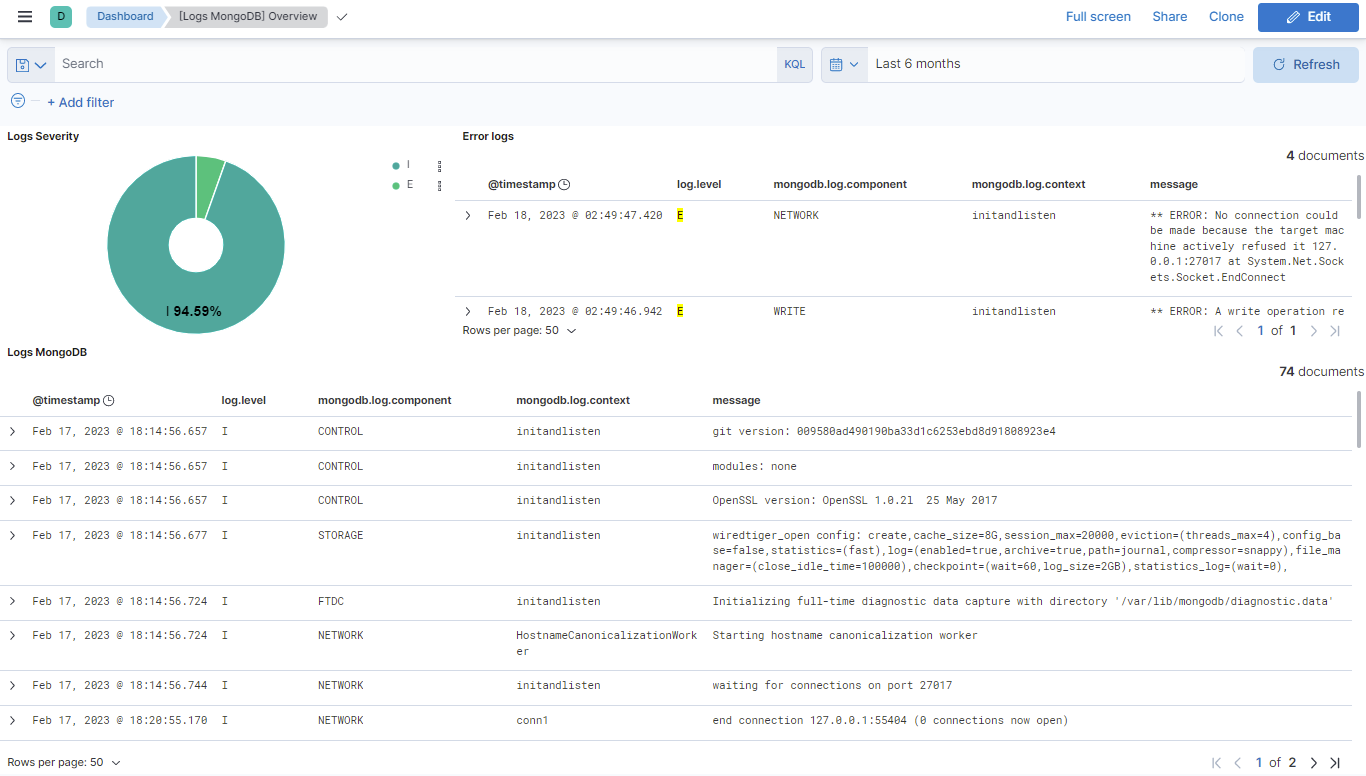 D Dashboard [Logs MongoDB] Overview Full screen Share Clone Edit
Search KQL Last 6 months Refresh
+ Add filter
Logs Severity
I
E
I 94.59%
Error logs
4 documents
@timestamp log.level mongodb.log.component mongodb.log.context message
Feb 18, 2023 @ 02:49:47.420 E NETWORK initandlisten ** ERROR: No connection could
be made because the target mac
hine actively refused it 127.
0.0.1:27017 at System.Net.Sock
ets.Socket.EndConnect
Feb 18, 2023 @ 02:49:46.942 E WRITE initandlisten ** ERROR: A write operation re
Rows per page: 50 1 of 1
Logs MongoDB
74 documents
@timestamp log.level mongodb.log.component mongodb.log.context message
Feb 17, 2023 @ 18:14:56.657 I CONTROL initandlisten git version: 009580ad490190ba33d1c6253ebd8d91808923e4
Feb 17, 2023 @ 18:14:56.657 I CONTROL initandlisten modules: none
Feb 17, 2023 @ 18:14:56.657 I CONTROL initandlisten OpenSSL version: OpenSSL 1.0.2l  25 May 2017
Feb 17, 2023 @ 18:14:56.677 I STORAGE initandlisten wiredtiger_open config: create,cache_size=8G,session_max=20000,eviction=(threads_max=4),config_b
ase=false,statistics=(fast),log=(enabled=true,archive=true,path=journal,compressor=snappy),file_ma
nager=(close_idle_time=100000),checkpoint=(wait=60,log_size=2GB),statistics_log=(wait=0),
Feb 17, 2023 @ 18:14:56.724 I FTDC initandlisten Initializing full-time diagnostic data capture with directory '/var/lib/mongodb/diagnostic.data'
Feb 17, 2023 @ 18:14:56.724 I NETWORK HostnameCanonicalizationWork Starting hostname canonicalization worker
er
Feb 17, 2023 @ 18:14:56.744 I NETWORK initandlisten waiting for connections on port 27017
Feb 17, 2023 @ 18:20:55.170 I NETWORK conn1 end connection 127.0.0.1:55404 (0 connections now open)
Rows per page: 50 1 of 2